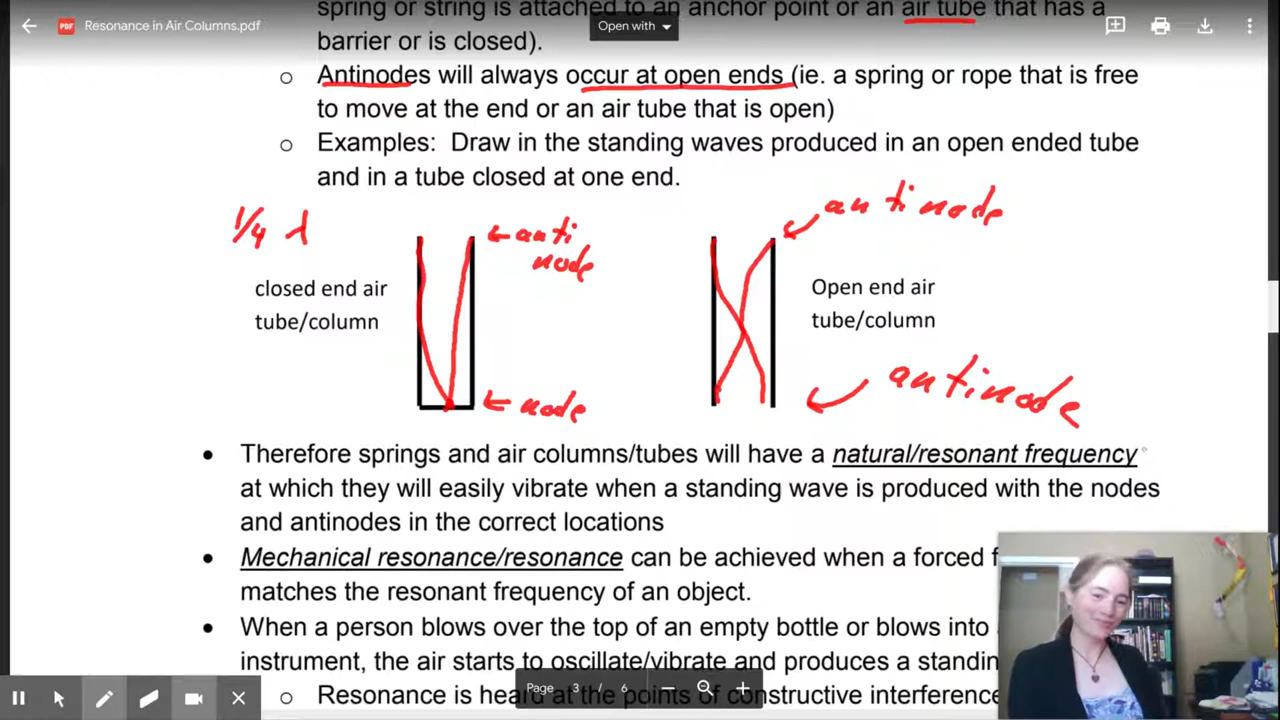 spring or string is attached to an anchor point or an air tube that has a
Resonance in Air Columns.pdf
Open with
barrier or is closed).
o Antinodes will always occur at open ends (ie. a spring or rope that is free
to move at the end or an air tube that is open)
o Examples: Draw in the standing waves produced in an open ended tube
and in a tube closed at one end.
1/4 λ
←anti
node
antinode
closed end air
tube/column
Open end air
tube/column
←node
antinode
• Therefore springs and air columns/tubes will have a natural/resonant frequency
at which they will easily vibrate when a standing wave is produced with the nodes
and antinodes in the correct locations
• Mechanical resonance/resonance can be achieved when a forced
matches the resonant frequency of an object.
• When a person blows over the top of an empty bottle or blows into
instrument, the air starts to oscillate/vibrate and produces a
Page 3 / 6
o Resonance is heard at the points of constructive interference